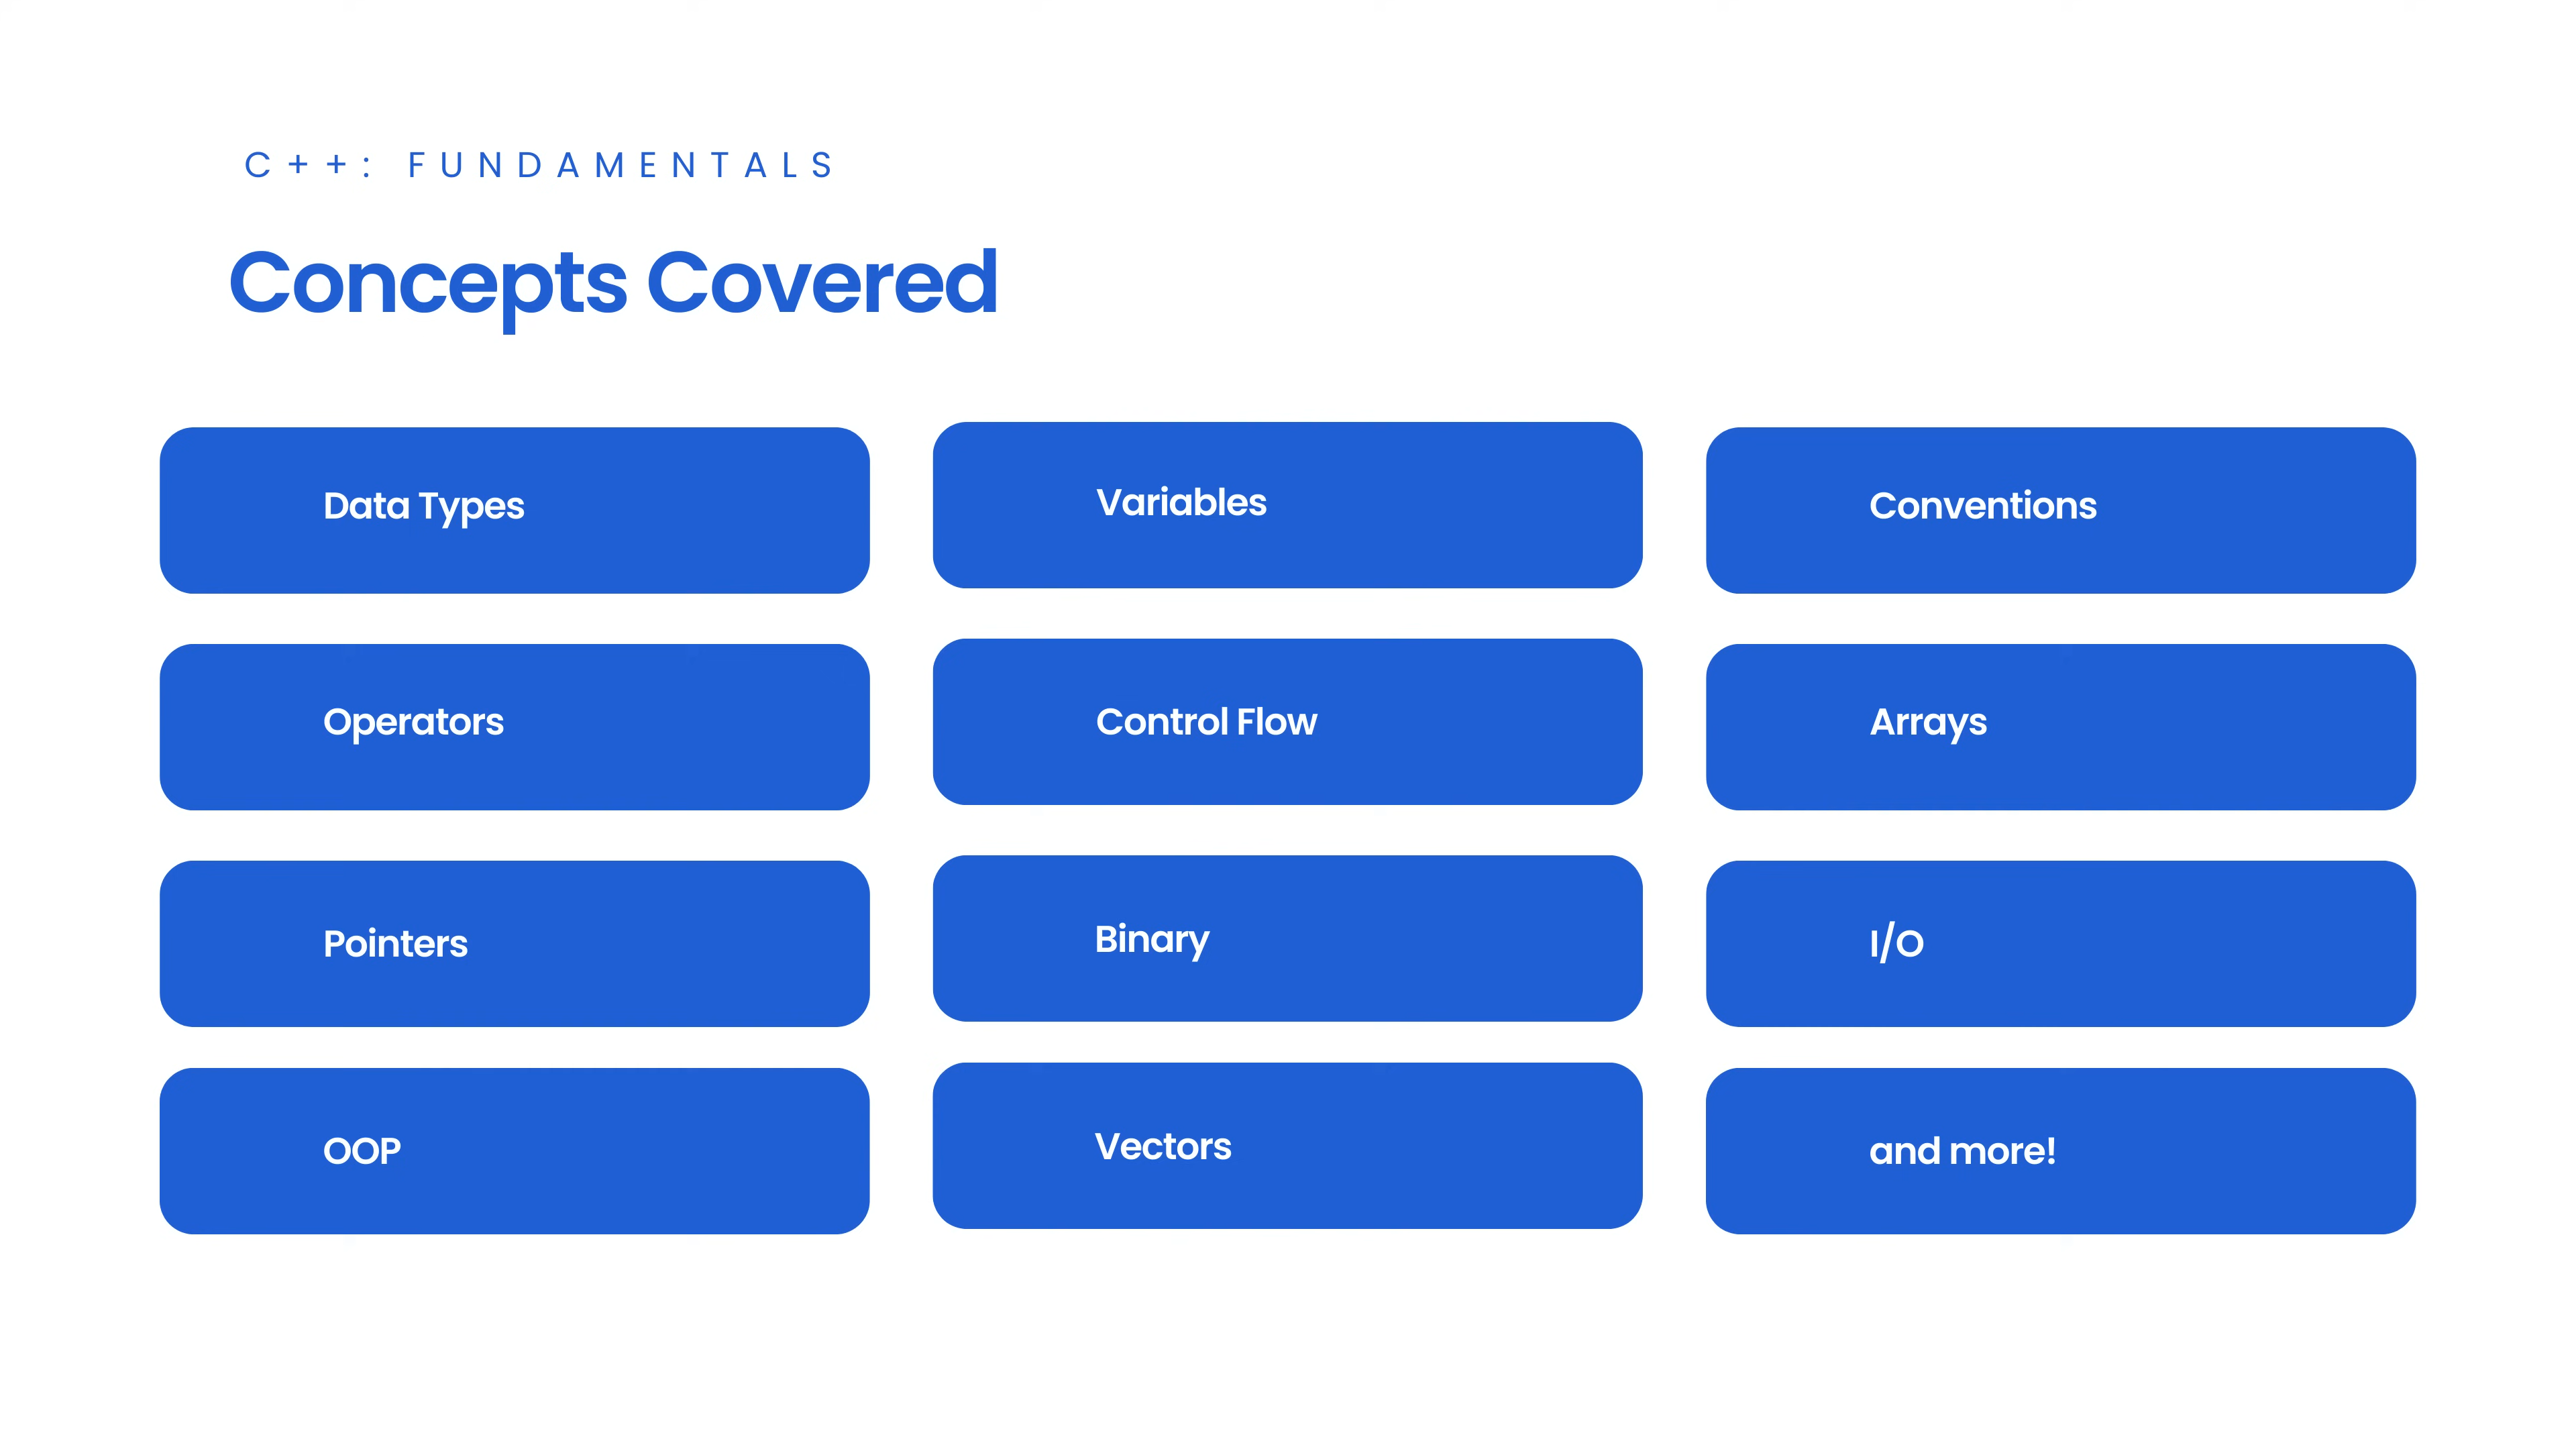 C++: FUNDAMENTALS
Concepts Covered
Data Types
Variables
Conventions
Operators
Control Flow
Arrays
Pointers
Binary
I/O
OOP
Vectors
and more!